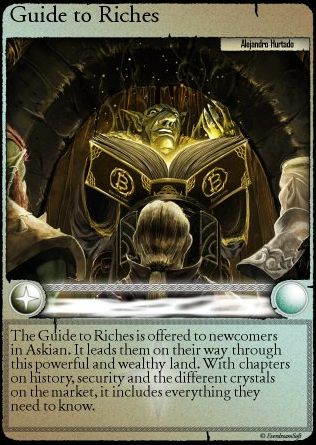 Guide to Riches
Alejandro Hurtado
The Guide to Riches is offered to newcomers
in Askian. It leads them on their way through
this powerful and wealthy land. With chapters
on history, security and the different crystals
on the market, it includes everything they
need to know.
© EverdreamSoft